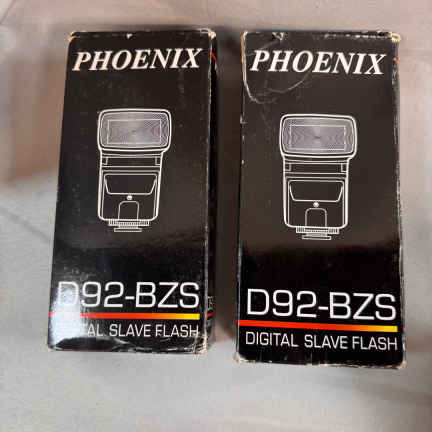 PHOENIX
D92-BZS
DIGITAL SLAVE FLASH
PHOENIX
D92-BZS
DIGITAL SLAVE FLASH